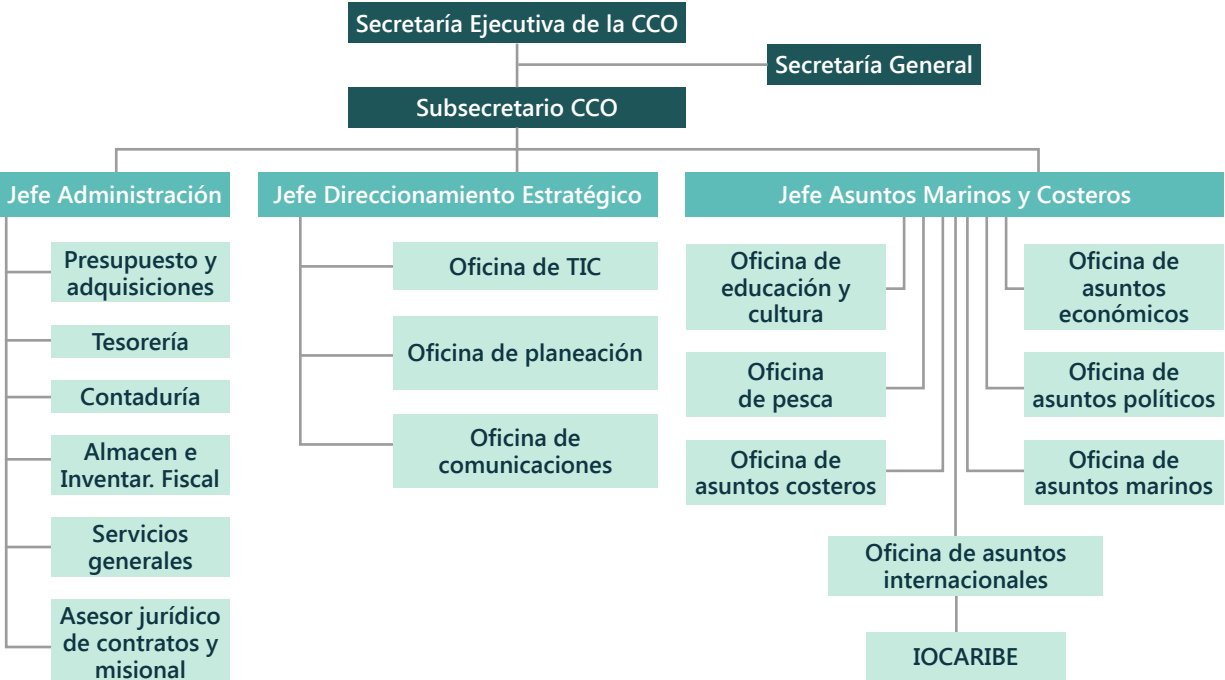 Secretaría Ejecutiva de la CCO
Secretaría General
Subsecretario CCO
Jefe Administración
Presupuesto y
adquisiciones
Tesorería
Contaduría
Almacen e
Inventar. Fiscal
Servicios
generales
Asesor jurídico
de contratos y
misional
Jefe Direccionamiento Estratégico
Oficina de TIC
Oficina de planeación
Oficina de
comunicaciones
Jefe Asuntos Marinos y Costeros
Oficina de
educación y
cultura
Oficina
de pesca
Oficina de
asuntos costeros
Oficina de
asuntos
económicos
Oficina de
asuntos políticos
Oficina de
asuntos marinos
Oficina de asuntos
internacionales
IOCARIBE